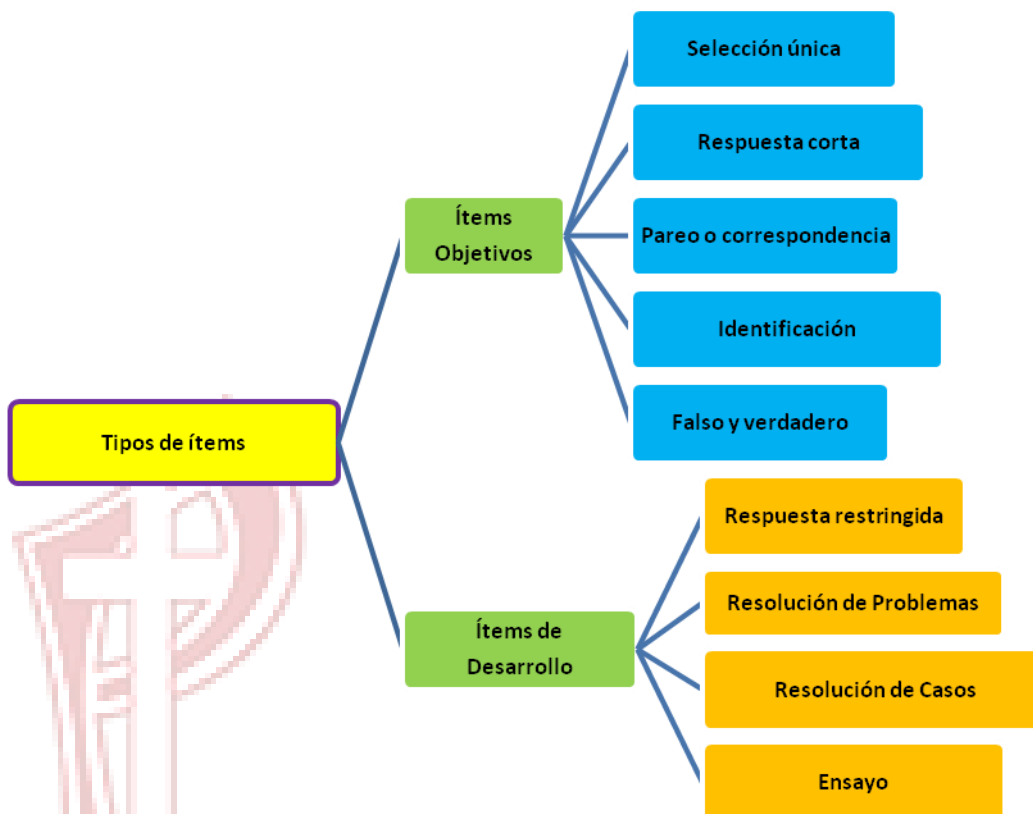 Tipos de ítems
Ítems
Objetivos
Selección única
Respuesta corta
Pareo o correspondencia
Identificación
Falso y verdadero
Ítems de
Desarrollo
Respuesta restringida
Resolución de Problemas
Resolución de Casos
Ensayo